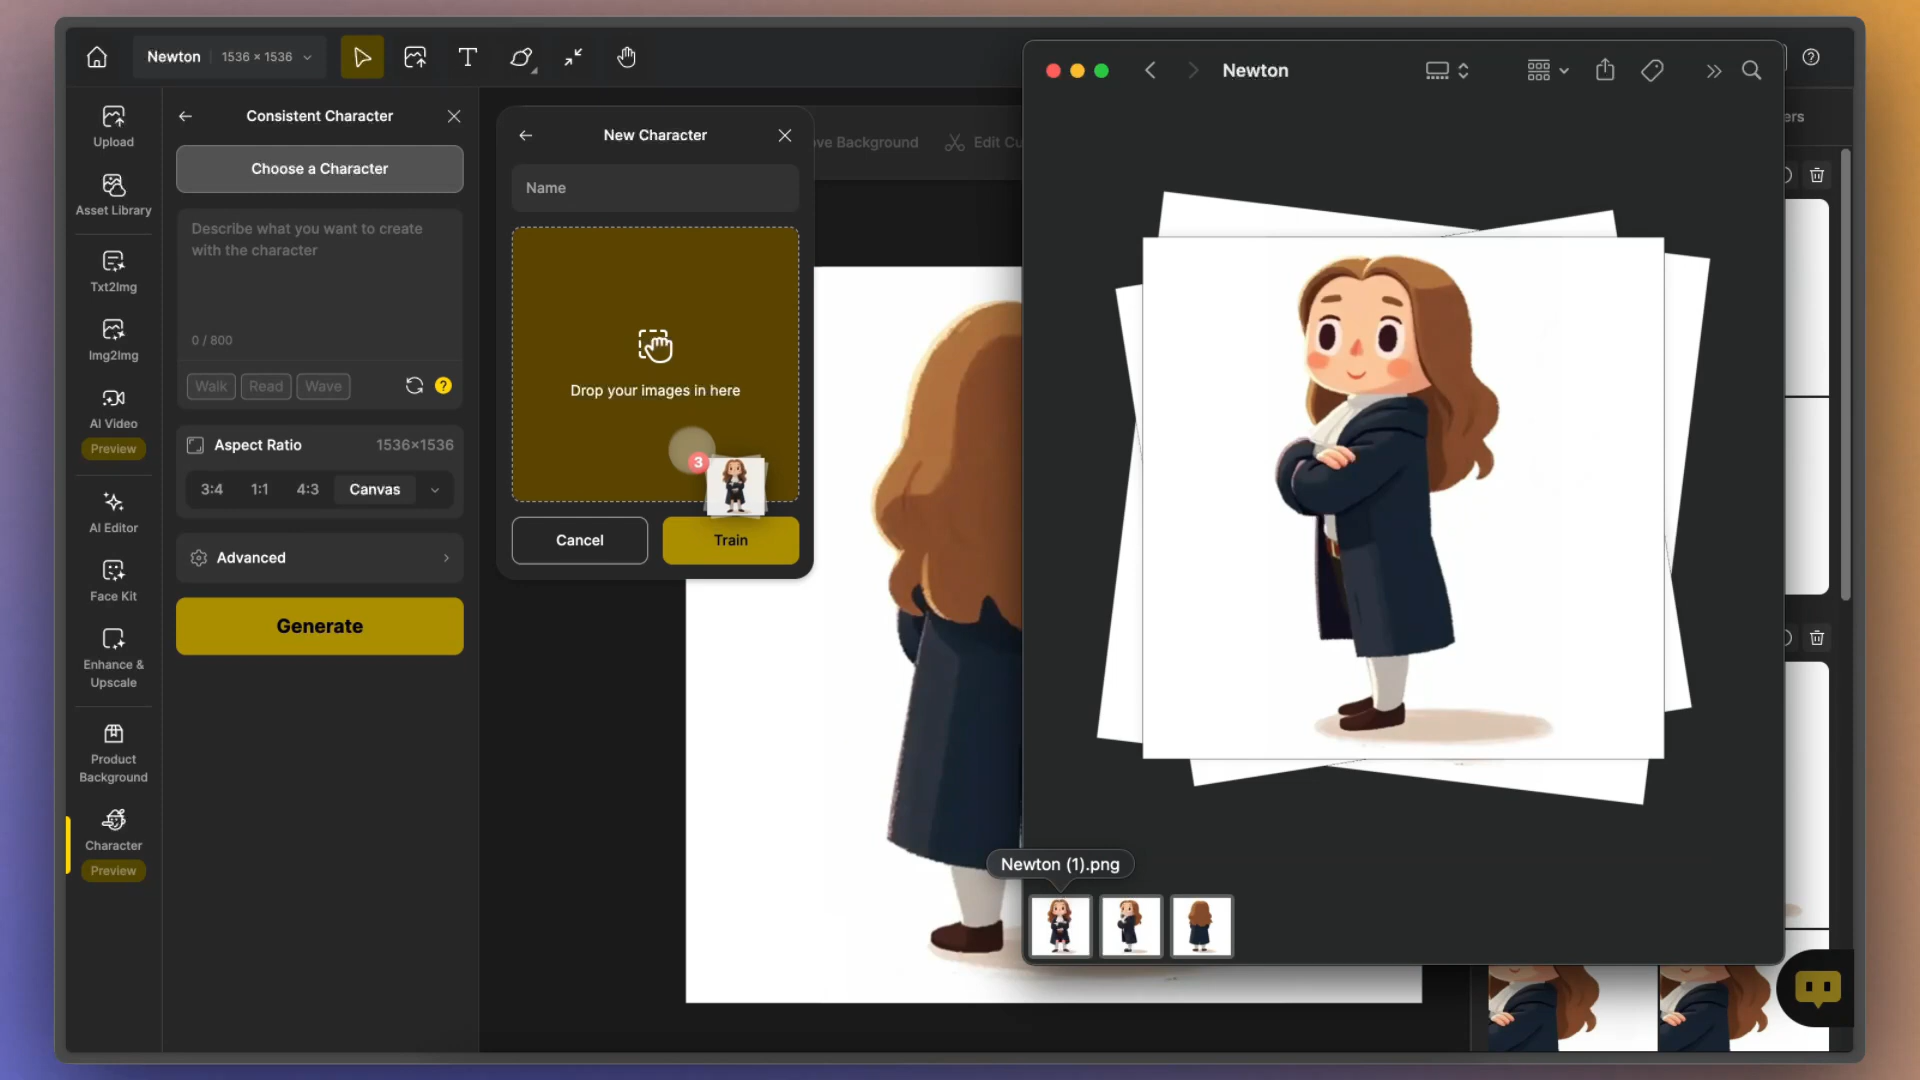 Newton
1536 × 1536
Newton
Upload
Asset Library
Txt2Img
Img2Img
AI Video
Preview
AI Editor
Face Kit
Enhance &
Upscale
Product
Background
Character
Preview
Consistent Character
Choose a Character
Describe what you want to create
with the character
0 / 800
Walk
Read
Wave
?
Aspect Ratio
1536×1536
3:4
1:1
4:3
Canvas
Advanced
Generate
New Character
Name
Drop your images in here
3
Cancel
Train
Background
Edit
Newton (1).png